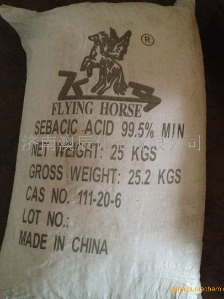 ®
飞马
FLYING HORSE
SEBACIC ACID 99.5% MIN
NET WEIGHT: 25 KGS
GROSS WEIGHT: 25.2 KGS
CAS NO. 111-20-6
LOT NO.:
MADE IN CHINA